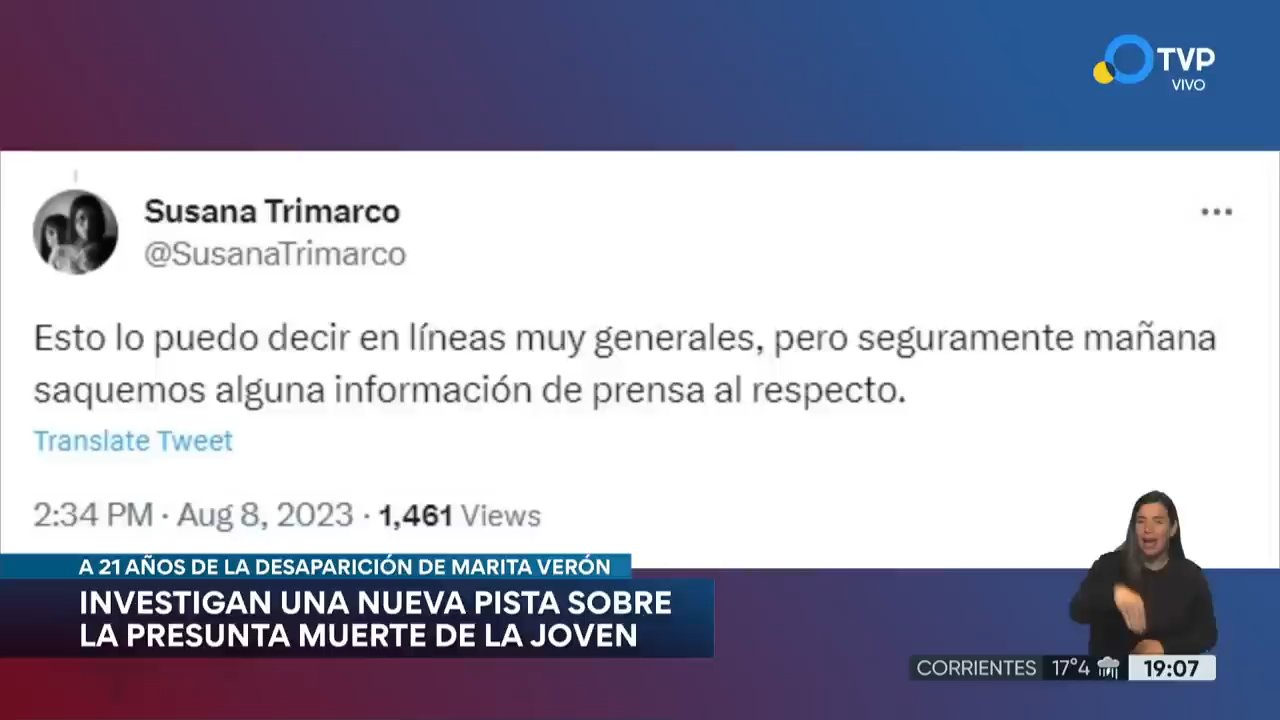 TVP
VIVO
Susana Trimarco
@SusanaTrimarco
Esto lo puedo decir en líneas muy generales, pero seguramente mañana
saquemos alguna información de prensa al respecto.
Translate Tweet
2:34 PM · Aug 8, 2023 · 1,461 Views
A 21 AÑOS DE LA DESAPARICIÓN DE MARITA VERÓN
INVESTIGAN UNA NUEVA PISTA SOBRE
LA PRESUNTA MUERTE DE LA JOVEN
CORRIENTES 17°4 19:07